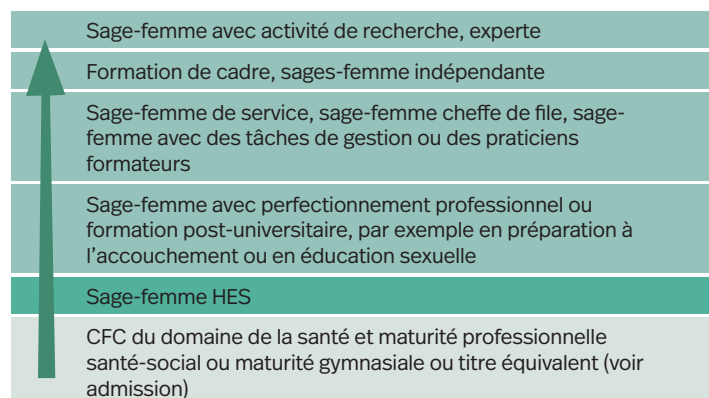 Sage-femme avec activité de recherche, experte
Formation de cadre, sages-femme indépendante
Sage-femme de service, sage-femme cheffe de file, sage-
femme avec des tâches de gestion ou des praticiens
formateurs
Sage-femme avec perfectionnement professionnel ou
formation post-universitaire, par exemple en préparation à
l’accouchement ou en éducation sexuelle
Sage-femme HES
CFC du domaine de la santé et maturité professionnelle
santé-social ou maturité gymnasiale ou titre équivalent (voir
admission)